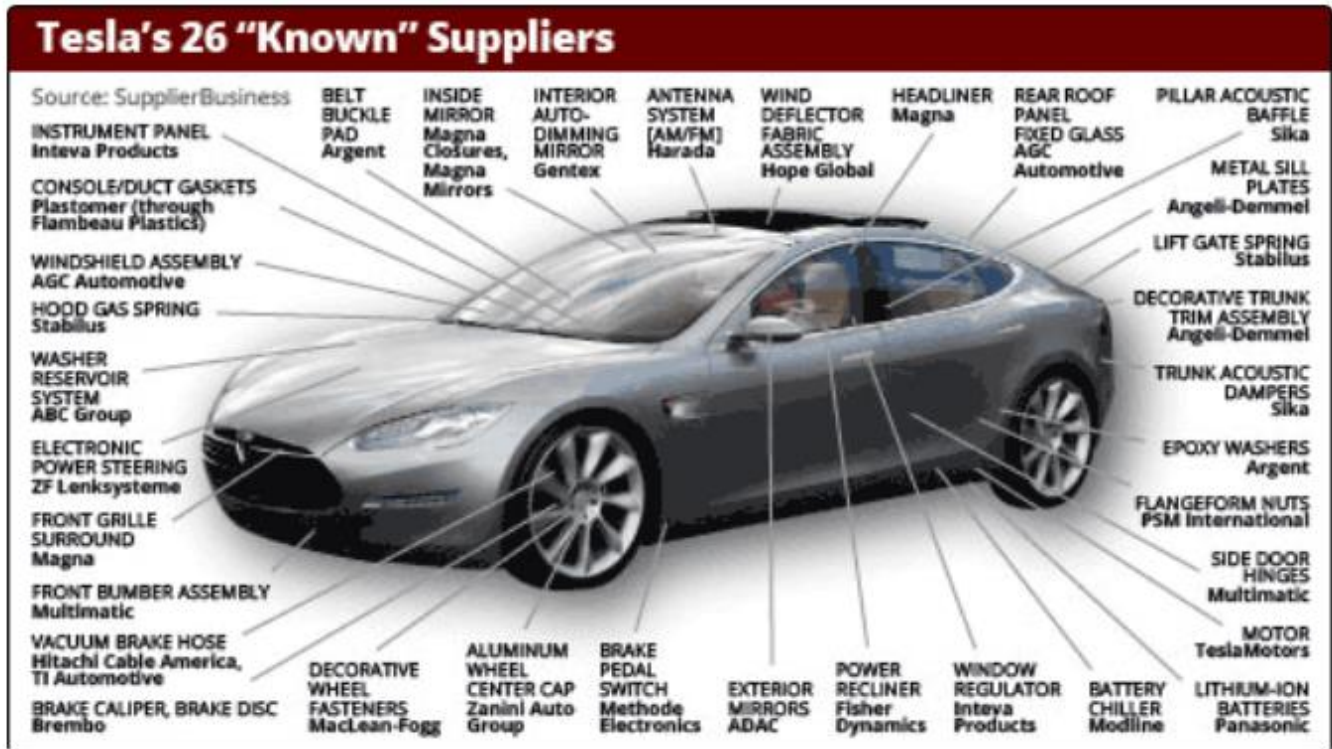 Tesla's 26 "Known" Suppliers
Source: SupplierBusiness
INSTRUMENT PANEL
Inteva Products
CONSOLE/DUCT GASKETS
Plastomer (through
Flambeau Plastics)
WINDSHIELD ASSEMBLY
AGC Automotive
HOOD GAS SPRING
Stabilus
WASHER
RESERVOIR
SYSTEM
ABC Group
ELECTRONIC
POWER STEERING
ZF Lenksysteme
FRONT GRILLE
SURROUND
Magna
FRONT BUMBER ASSEMBLY
Multimatic
VACUUM BRAKE HOSE
Hitachi Cable America,
TI Automotive
BRAKE CALIPER, BRAKE DISC
Brembo
BELT
BUCKLE
PAD
Argent
INSIDE
MIRROR
Magna
Closures,
Magna
Mirrors
INTERIOR
AUTO-
DIMMING
MIRROR
Gentex
ANTENNA
SYSTEM
[AM/FM]
Harada
WIND
DEFLECTOR
FABRIC
ASSEMBLY
Hope Global
HEADLINER
Magna
REAR ROOF
PANEL
FIXED GLASS
AGC
Automotive
PILLAR ACOUSTIC
BAFFLE
Sika
METAL SILL
PLATES
Angell-Demmel
LIFT GATE SPRING
Stabilus
DECORATIVE TRUNK
TRIM ASSEMBLY
Angell-Demmel
TRUNK ACOUSTIC
DAMPERS
Sika
EPOXY WASHERS
Argent
FLANGEFORM NUTS
PSM International
SIDE DOOR
HINGES
Multimatic
MOTOR
TeslaMotors
LITHIUM-ION
BATTERIES
Panasonic
DECORATIVE
WHEEL
FASTENERS
MacLean-Fogg
ALUMINUM
WHEEL
CENTER CAP
Zanini Auto
Group
BRAKE
PEDAL
SWITCH
Methode
Electronics
EXTERIOR
MIRRORS
ADAC
POWER
RECLINER
Fisher
Dynamics
WINDOW
REGULATOR
Inteva
Products
BATTERY
CHILLER
Modline